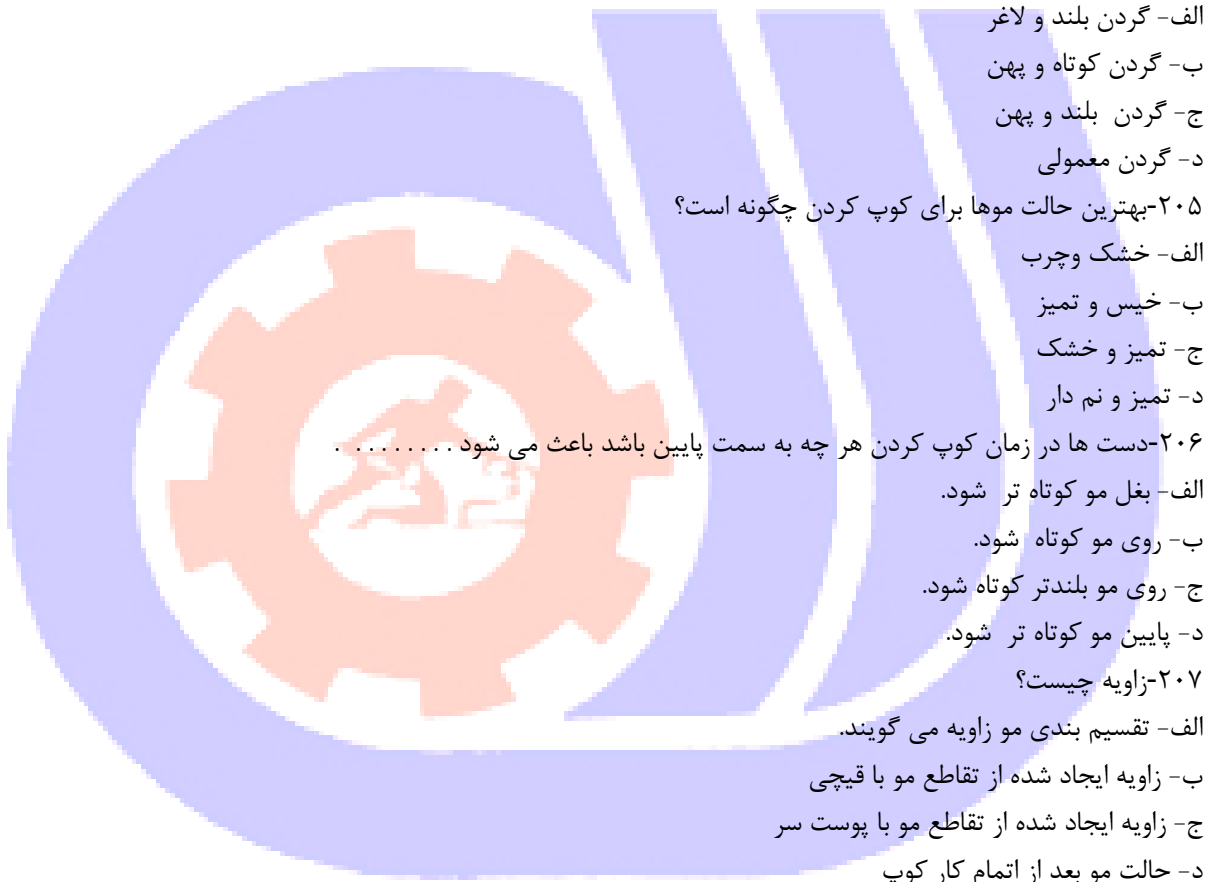 الف- گردن بلند و لاغر
ب- گردن کوتاه و پهن
ج- گردن بلند و پهن
د- گردن معمولی
۲۰۵-بهترین حالت موها برای کوپ کردن چگونه است؟
الف- خشک وچرب
ب- خیس و تمیز
ج- تمیز و خشک
د- تمیز و نم دار
۲۰۶-دست ها در زمان کوپ کردن هر چه به سمت پایین باشد باعث می شود . . . . . . . . .
الف- بغل مو کوتاه تر شود.
ب- روی مو کوتاه شود.
ج- روی مو بلندتر کوتاه شود.
د- پایین مو کوتاه تر شود.
۲۰۷-زاویه چیست؟
الف- تقسیم بندی مو زاویه می گویند.
ب- زاویه ایجاد شده از تقاطع مو با قیچی
ج- زاویه ایجاد شده از تقاطع مو با پوست سر
د- حالت مو بعد از اتمام کار کوپ